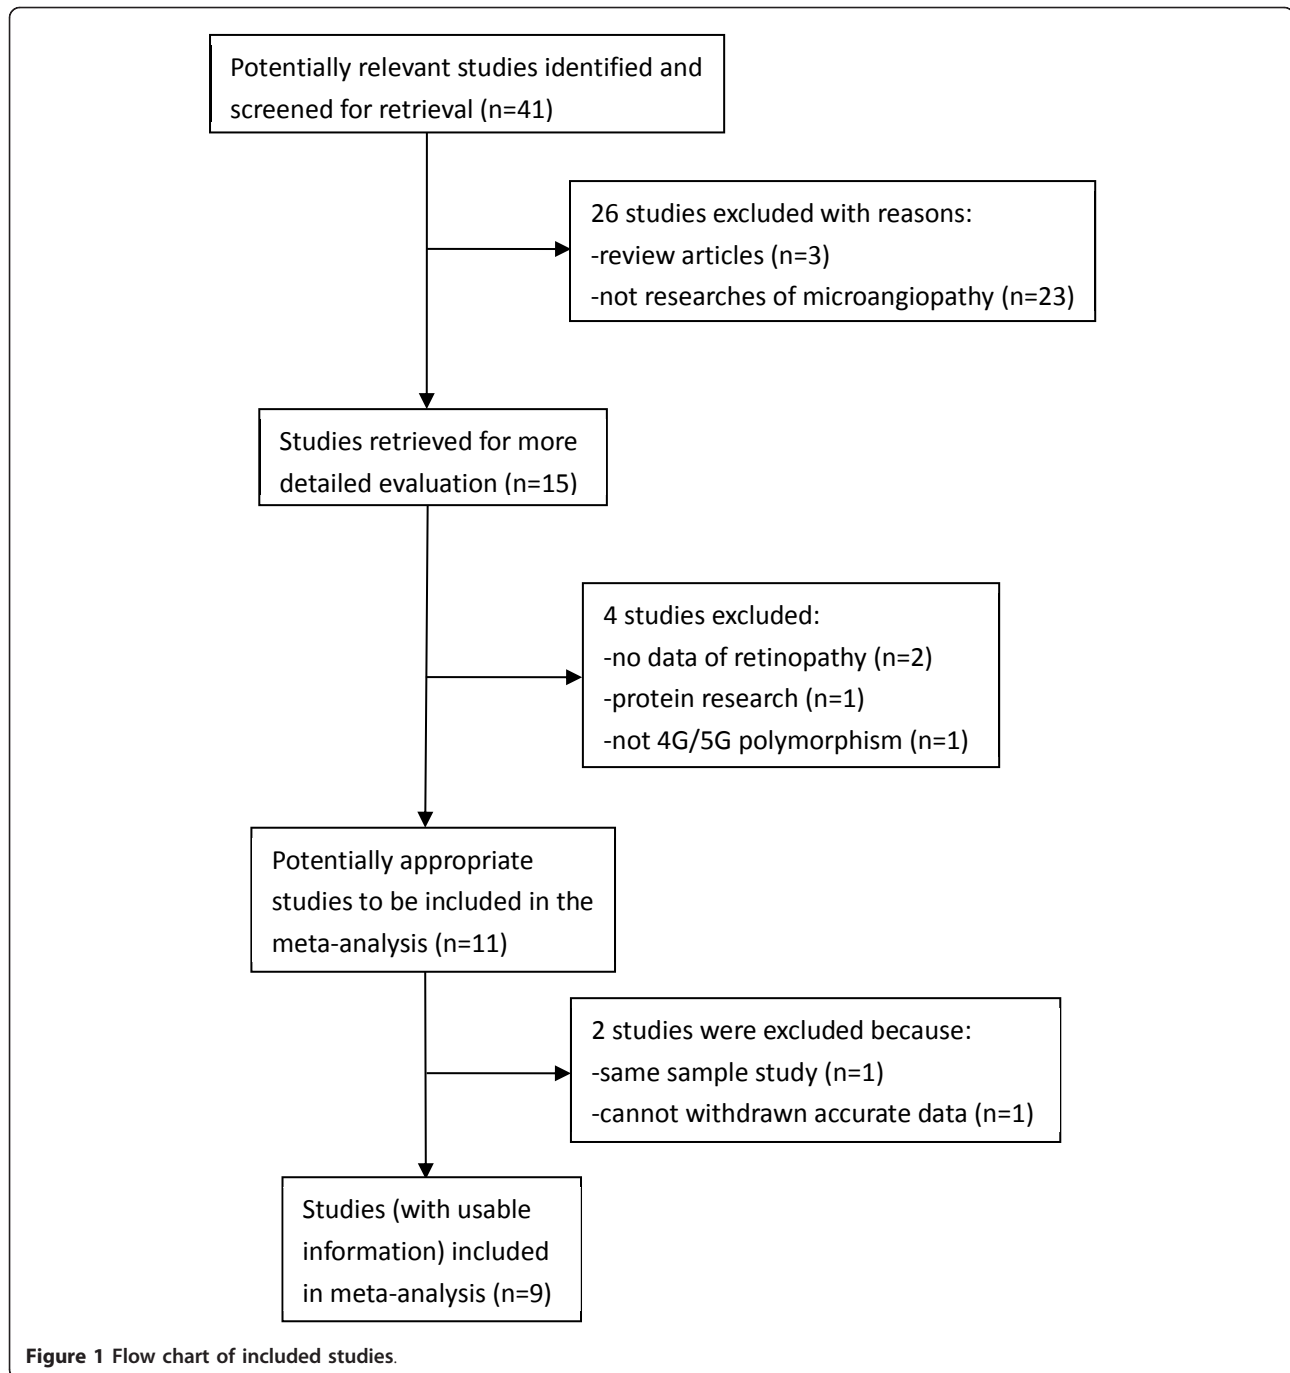 Potentially relevant studies identified and
screened for retrieval (n=41)
26 studies excluded with reasons:
-review articles (n=3)
-not researches of microangiopathy (n=23)
Studies retrieved for more
detailed evaluation (n=15)
4 studies excluded:
-no data of retinopathy (n=2)
-protein research (n=1)
-not 4G/5G polymorphism (n=1)
Potentially appropriate
studies to be included in the
meta-analysis (n=11)
2 studies were excluded because:
-same sample study (n=1)
-cannot withdrawn accurate data (n=1)
Studies (with usable
information) included
in meta-analysis (n=9)
Figure 1 Flow chart of included studies.